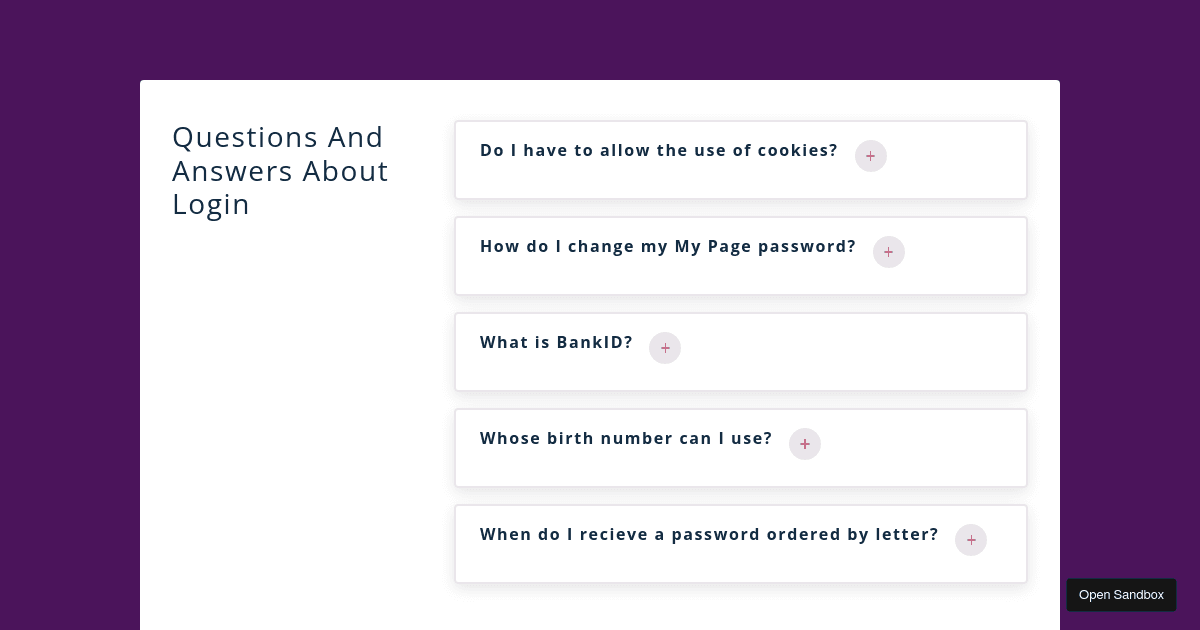 Questions And
Answers About
Login
Do I have to allow the use of cookies? +
How do I change my My Page password? +
What is BankID? +
Whose birth number can I use? +
When do I recieve a password ordered by letter? +
Open Sandbox